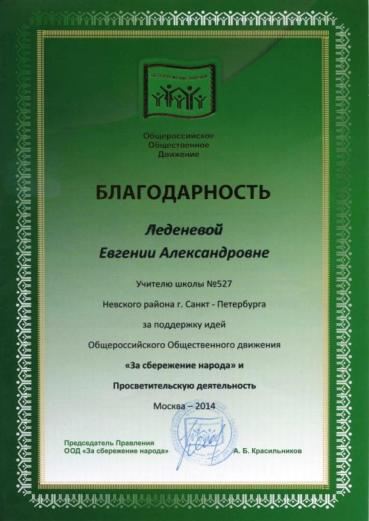 Общероссийское
Общественное
Движение
БЛАГОДАРНОСТЬ
Леденевой
Евгении Александровне
Учителю школы №527
Невского района г. Санкт - Петербурга
за поддержку идей
Общероссийского Общественного движения
«За сбережение народа» и
Просветительскую деятельность
Москва – 2014
Председатель Правления
ООД «За сбережение народа» А. Б. Красильников